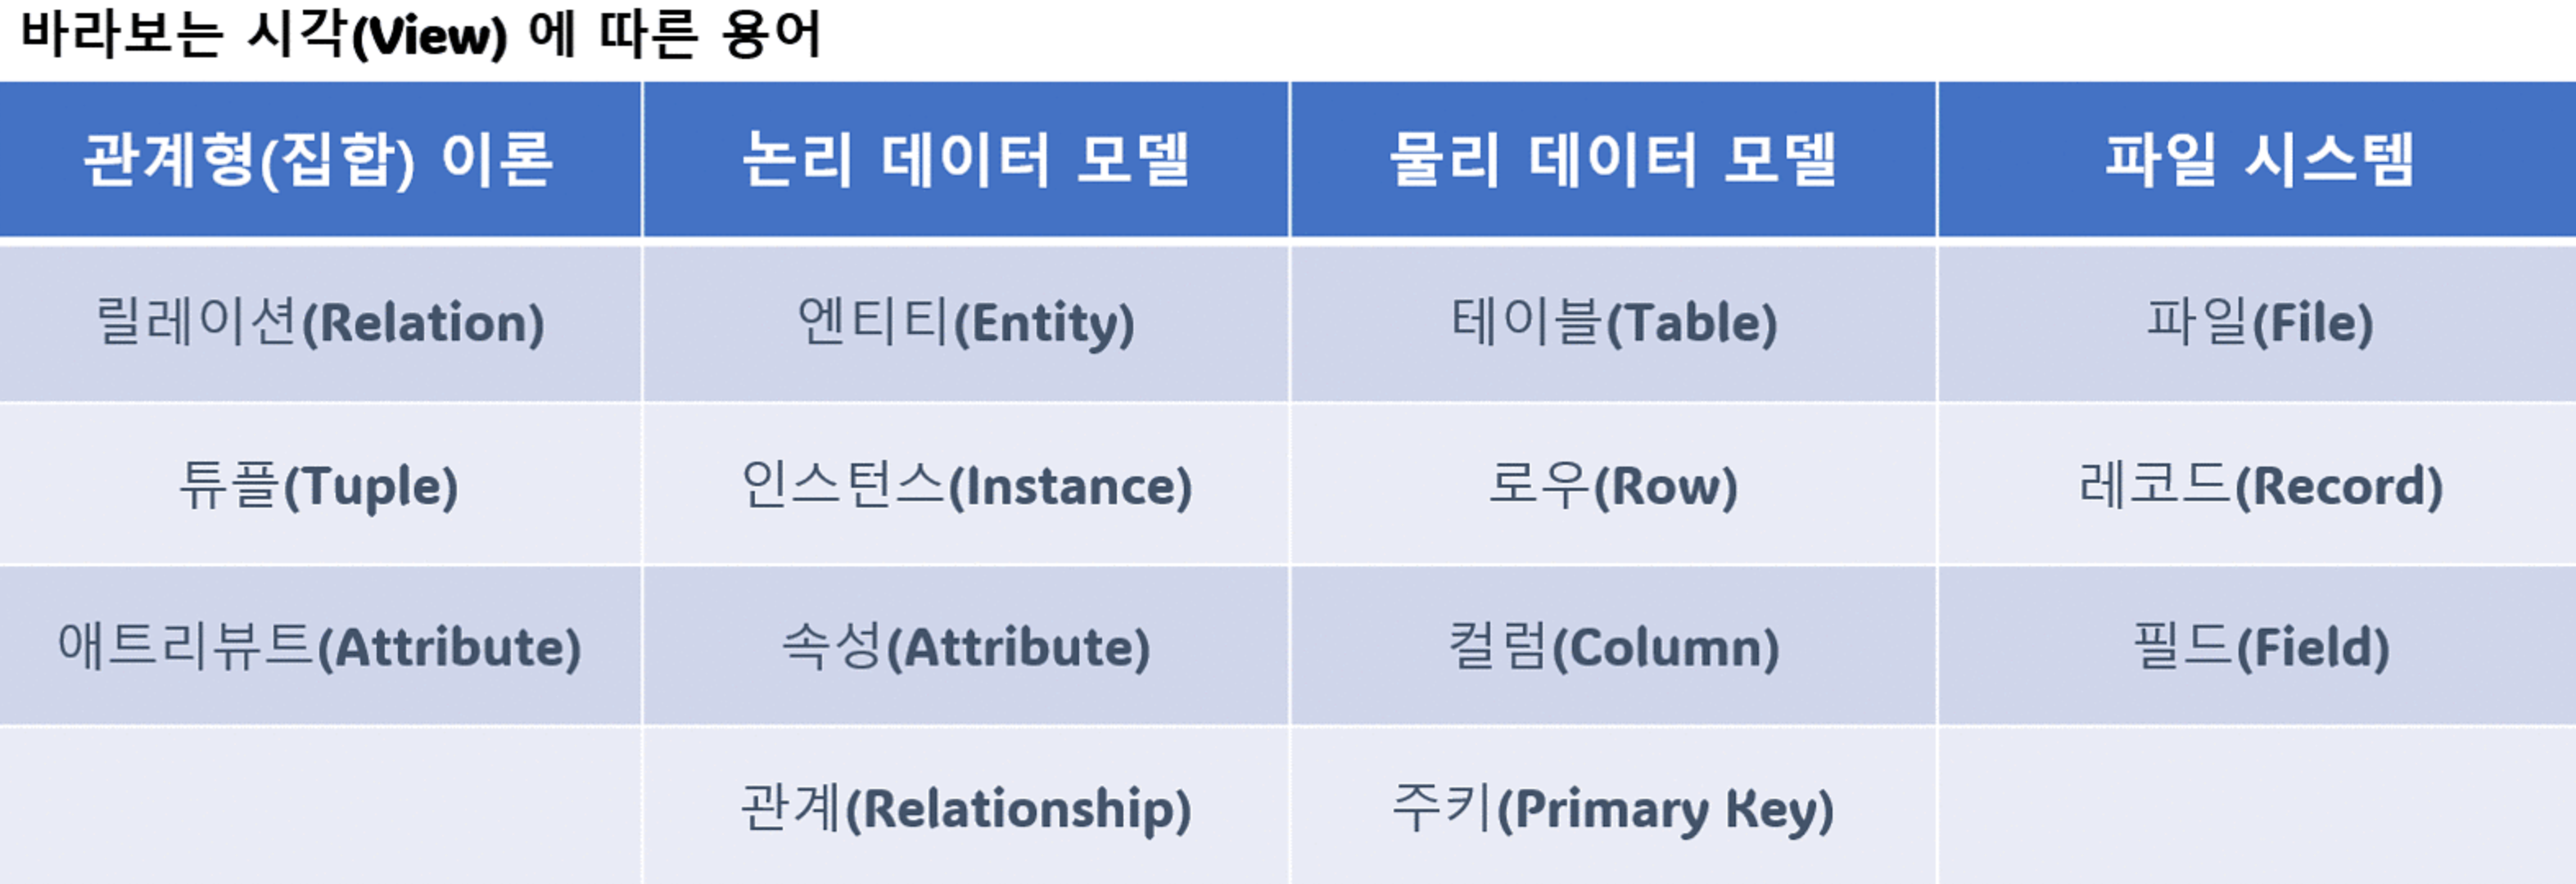 바라보는 시각(View) 에 따른 용어
관계형(집합) 이론 논리 데이터 모델 물리 데이터 모델 파일 시스템
릴레이션(Relation) 엔티티(Entity) 테이블(Table) 파일(File)
튜플(Tuple) 인스턴스(Instance) 로우(Row) 레코드(Record)
애트리뷰트(Attribute) 속성(Attribute) 컬럼(Column) 필드(Field)
관계(Relationship) 주키(Primary Key)